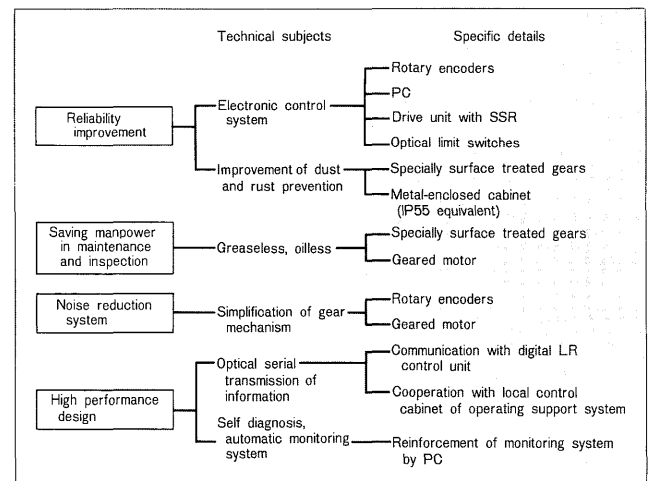 Technical subjects
Specific details
Reliability
improvement
Electronic control
system
Rotary encoders
PC
Drive unit with SSR
Optical limit switches
Improvement of dust
and rust prevention
Specially surface treated gears
Metal-enclosed cabinet
(IP55 equivalent)
Saving manpower
in maintenance
and inspection
Greaseless, oilless
Specially surface treated gears
Geared motor
Noise reduction
system
Simplification of gear
mechanism
Rotary encoders
Geared motor
High performance
design
Optical serial
transmission of
information
Communication with digital LR
control unit
Cooperation with local control
cabinet of operating support system
Self diagnosis,
automatic monitoring
system
Reinforcement of monitoring system
by PC